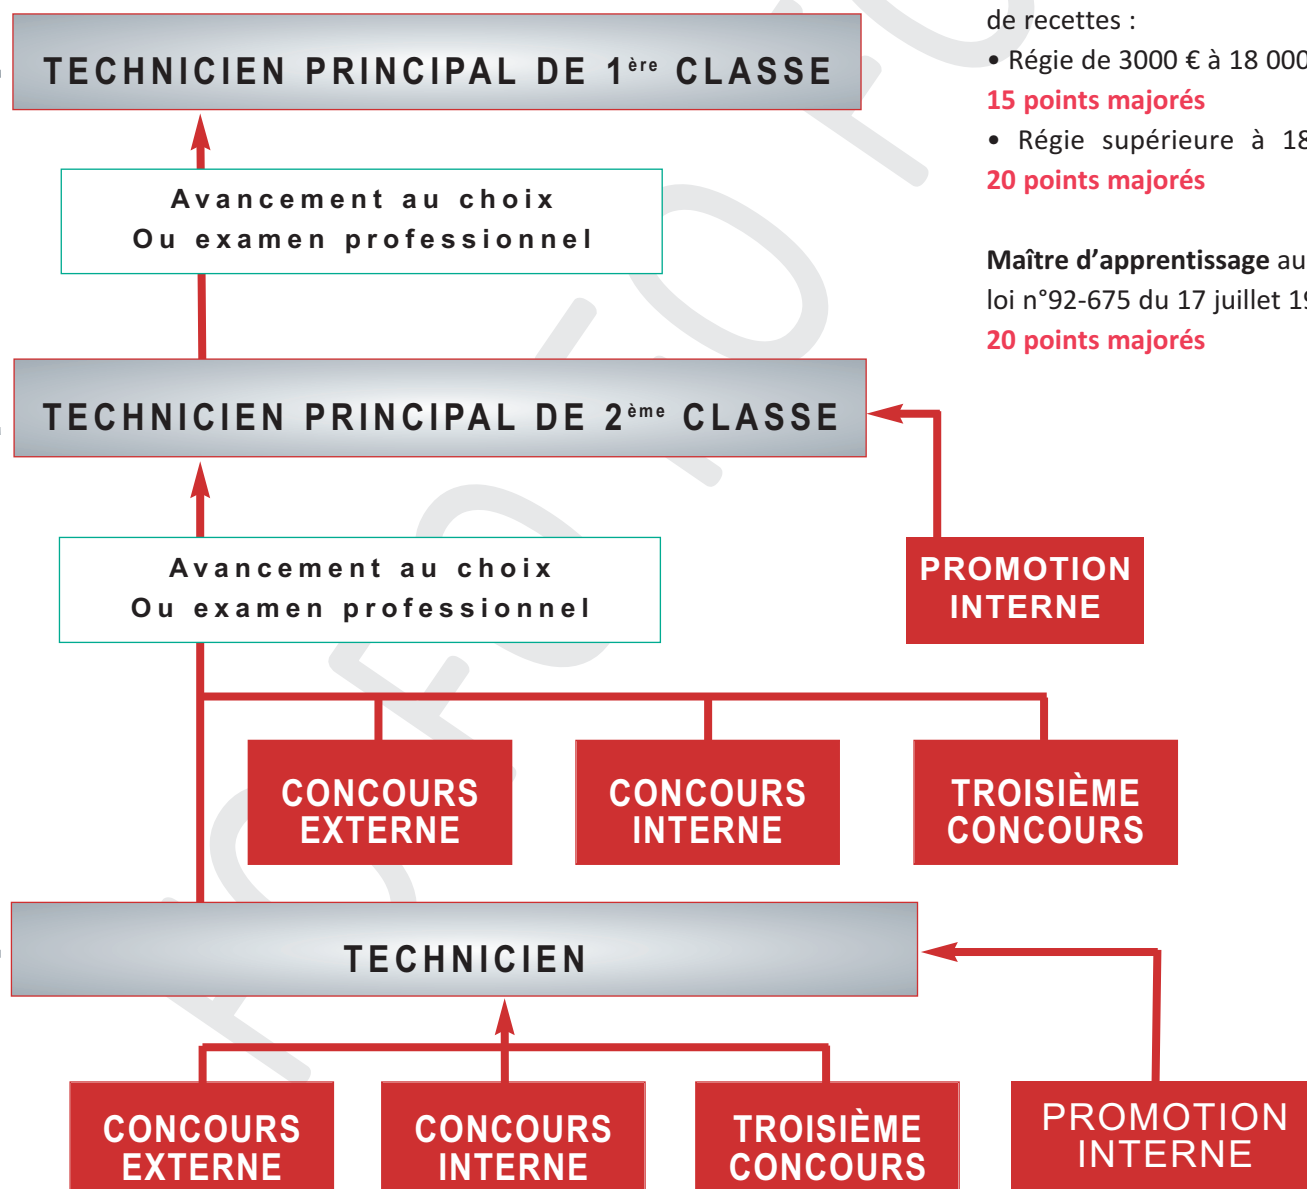 TECHNICIEN PRINCIPAL DE 1ère CLASSE
Avancement au choix
Ou examen professionnel
TECHNICIEN PRINCIPAL DE 2ème CLASSE
Avancement au choix
Ou examen professionnel
PROMOTION
INTERNE
CONCOURS
EXTERNE
CONCOURS
INTERNE
TROISIÈME
CONCOURS
TECHNICIEN
CONCOURS
EXTERNE
CONCOURS
INTERNE
TROISIÈME
CONCOURS
PROMOTION
INTERNE
de recettes :
• Régie de 3000 € à 18 000
15 points majorés
• Régie supérieure à 18
20 points majorés
Maître d’apprentissage au
loi n°92-675 du 17 juillet 19
20 points majorés
FO FO FO